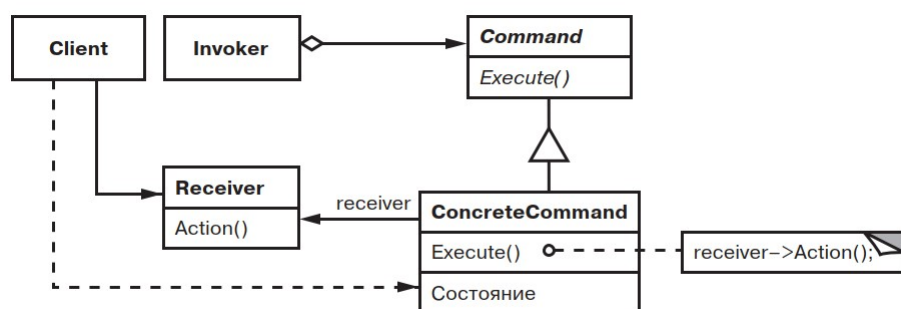 Client
Invoker
Command
Execute()
Receiver
Action()
receiver
ConcreteCommand
Execute()
receiver->Action();
Состояние